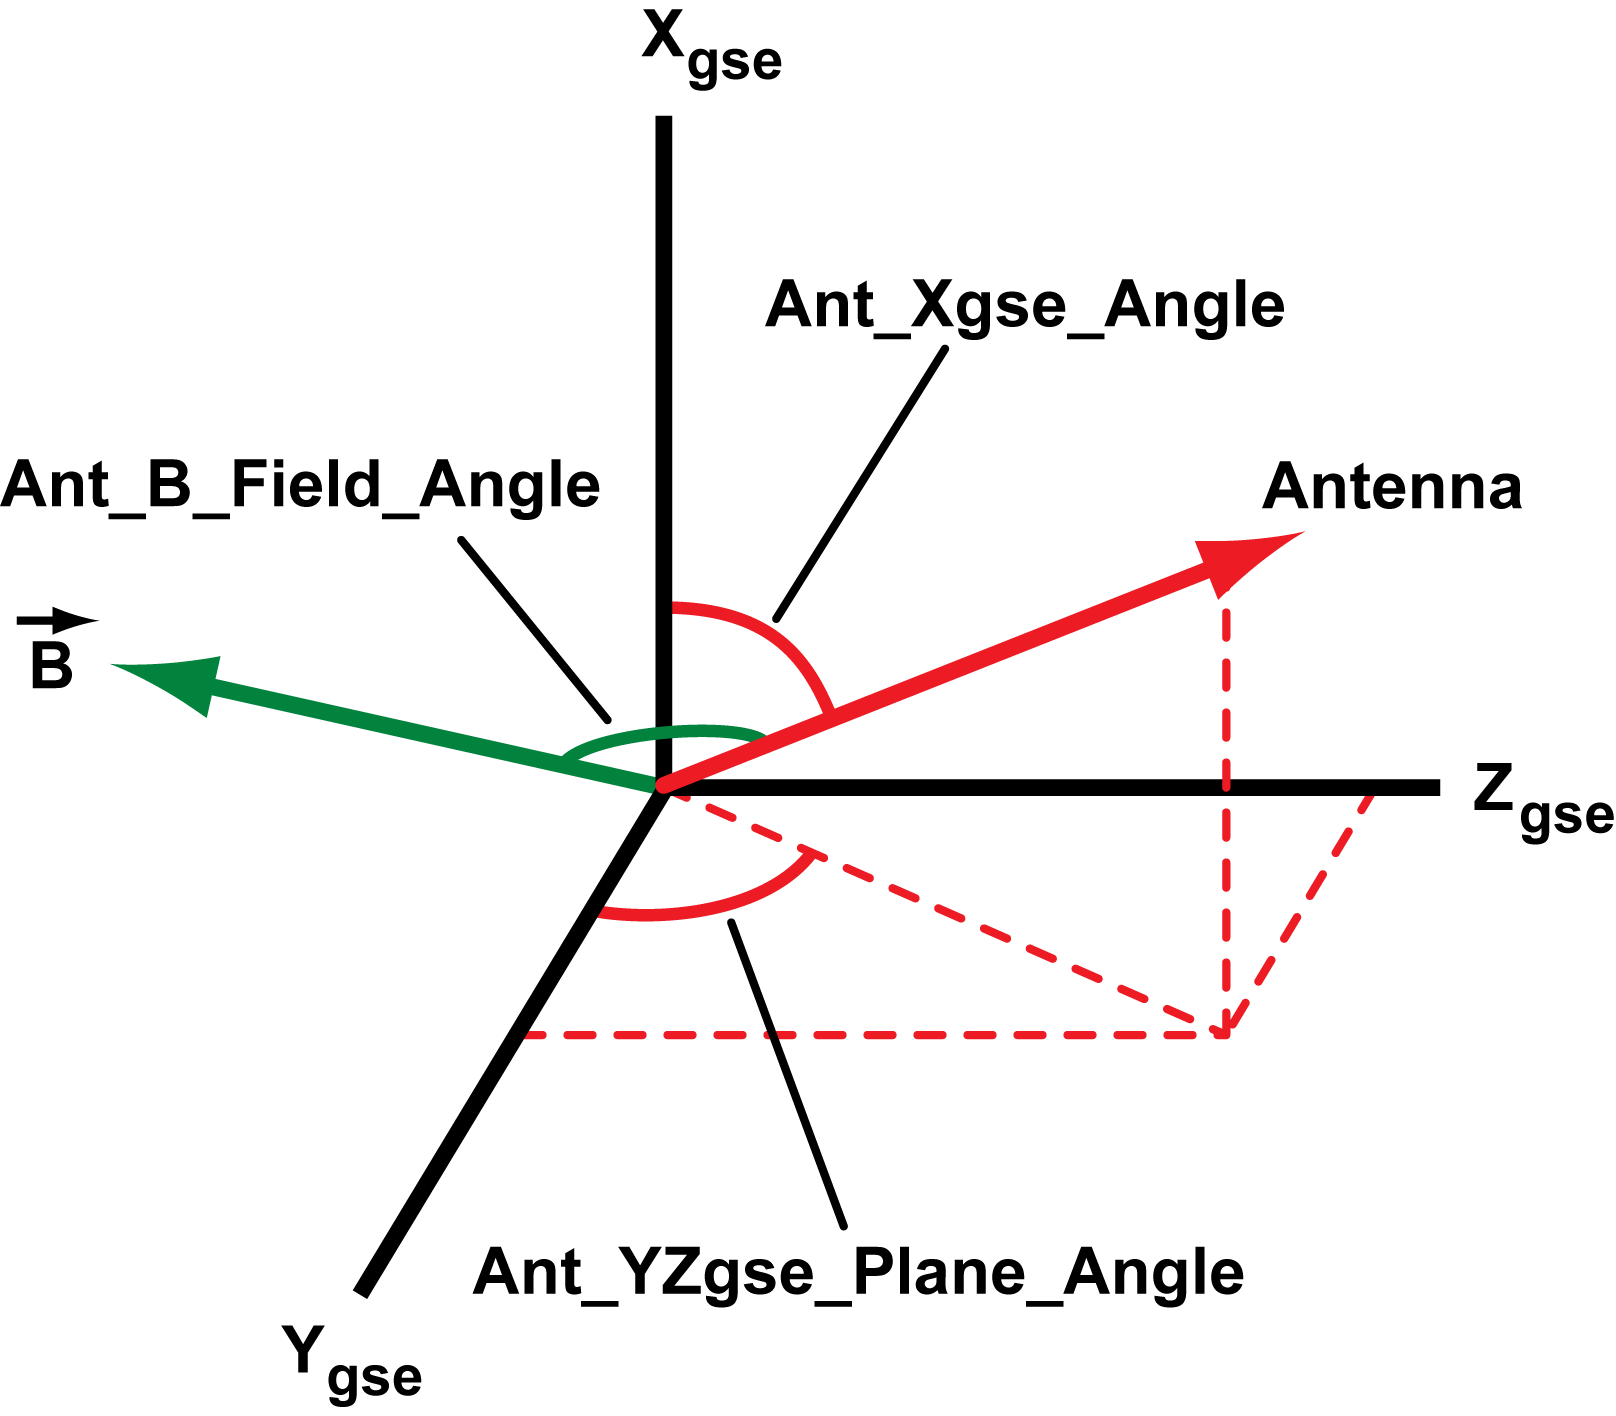 Xgse
Ant_Xgse_Angle
Ant_B_Field_Angle
Antenna
B
Zgse
Ant_YZgse_Plane_Angle
Ygse